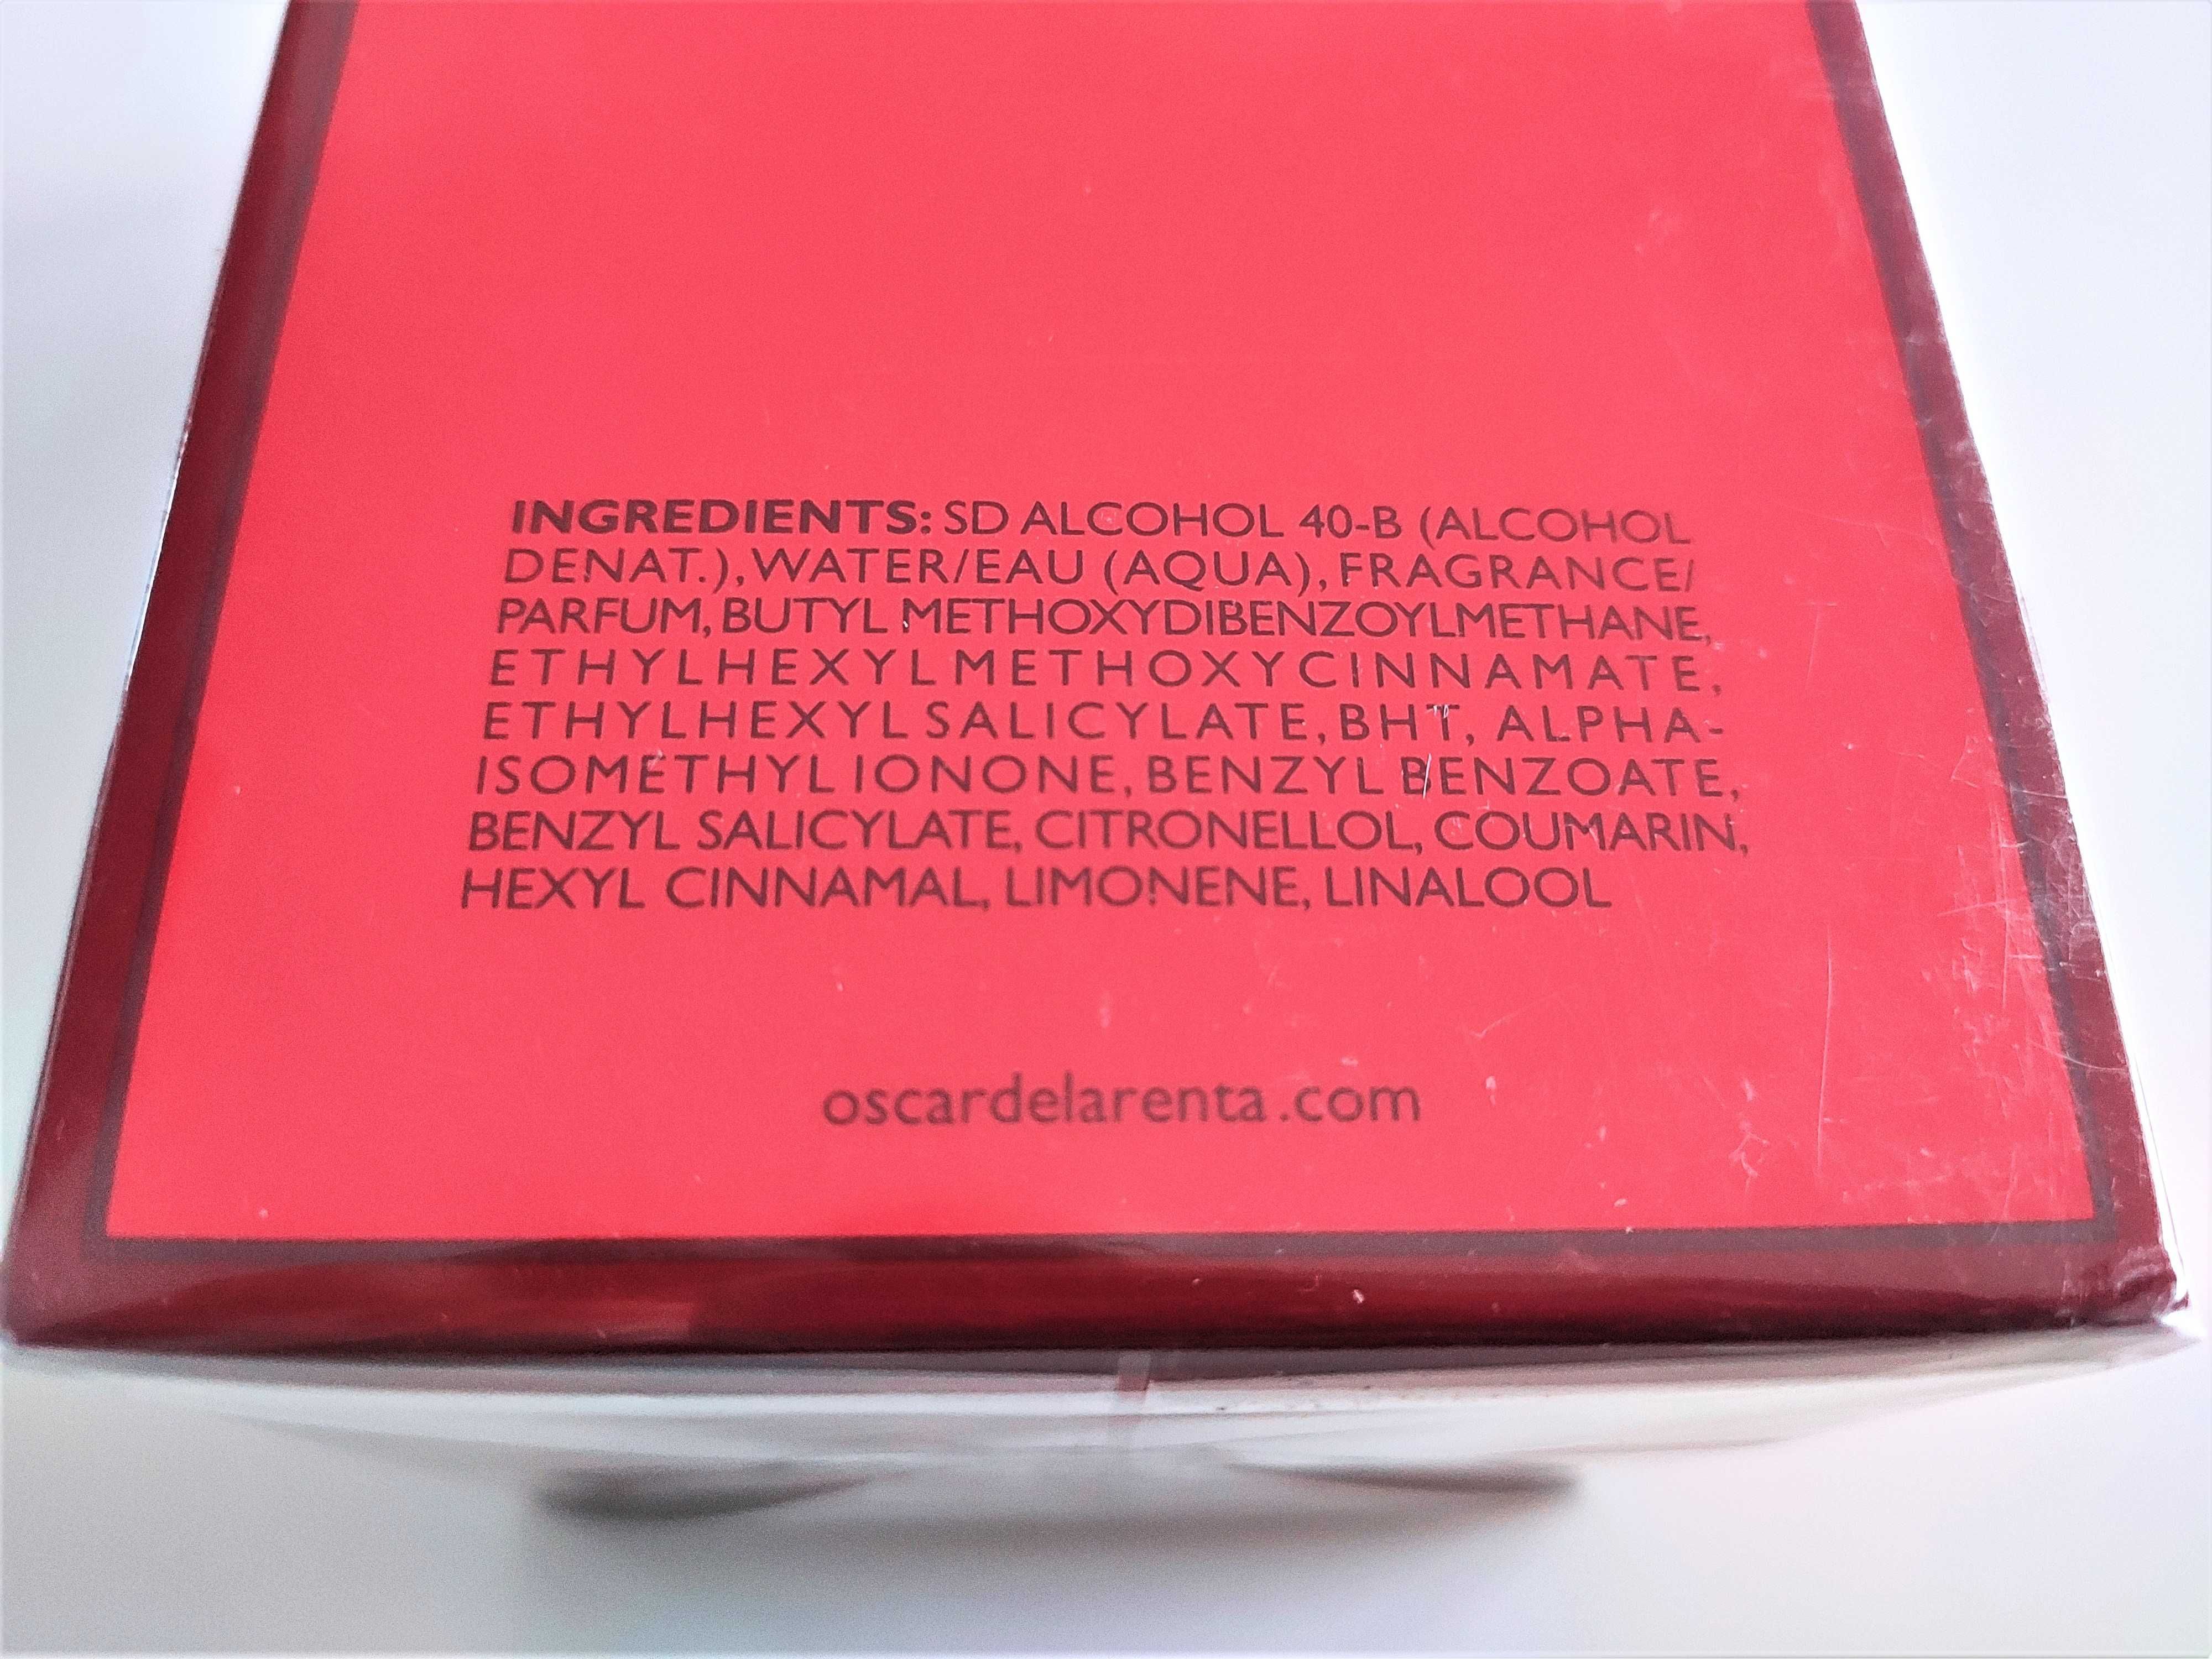 INGREDIENTS: SD ALCOHOL 40-B (ALCOHOL
DENAT.), WATER/EAU (AQUA), FRAGRANCE/
PARFUM, BUTYL METHOXYDIBENZOYLMETHANE,
ETHYLHEXYL METHOXYCINNAMATE,
ETHYLHEXYL SALICYLATE, BHT, ALPHA-
ISOMETHYL IONONE, BENZYL BENZOATE,
BENZYL SALICYLATE, CITRONELLOL, COUMARIN,
HEXYL CINNAMAL, LIMONENE, LINALOOL
oscardelarenta.com